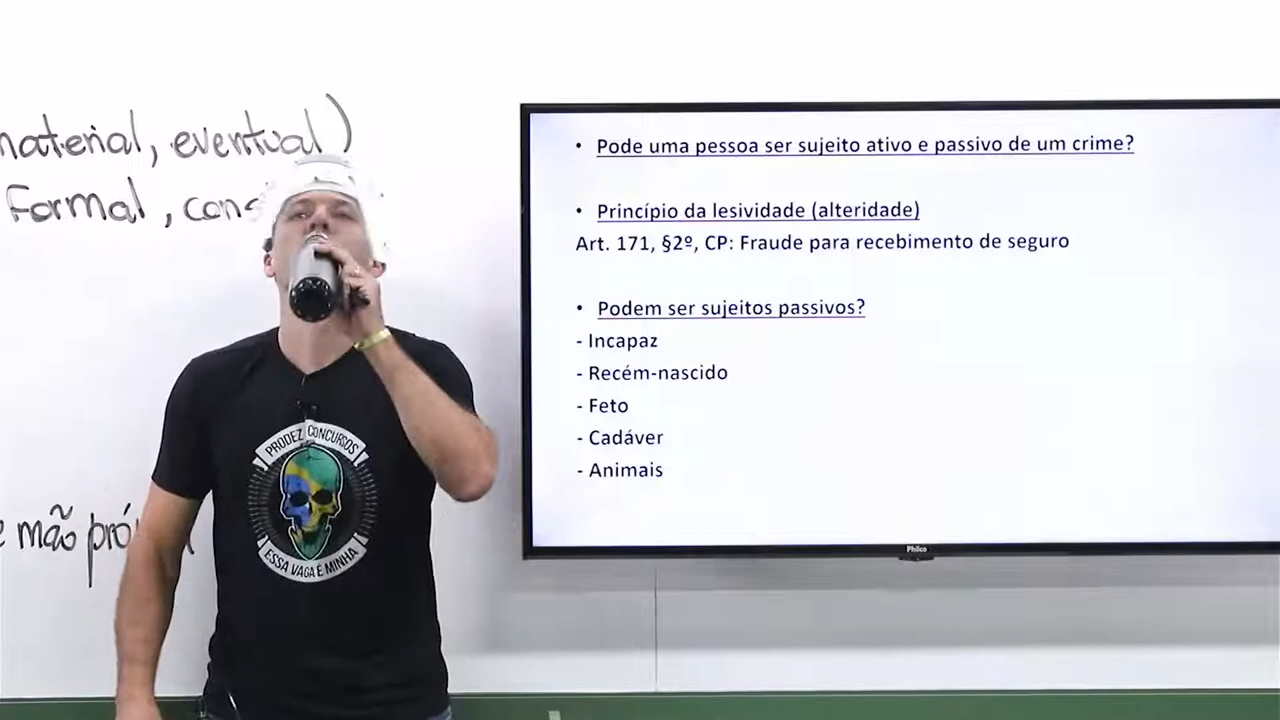 material, eventual)
Formal, cons
e mão pró
PRODEZ CONCURSOS
ESSA VAGA É MINHA
• Pode uma pessoa ser sujeito ativo e passivo de um crime?
• Princípio da lesividade (alteridade)
Art. 171, §2º, CP: Fraude para recebimento de seguro
• Podem ser sujeitos passivos?
- Incapaz
- Recém-nascido
- Feto
- Cadáver
- Animais
Philco